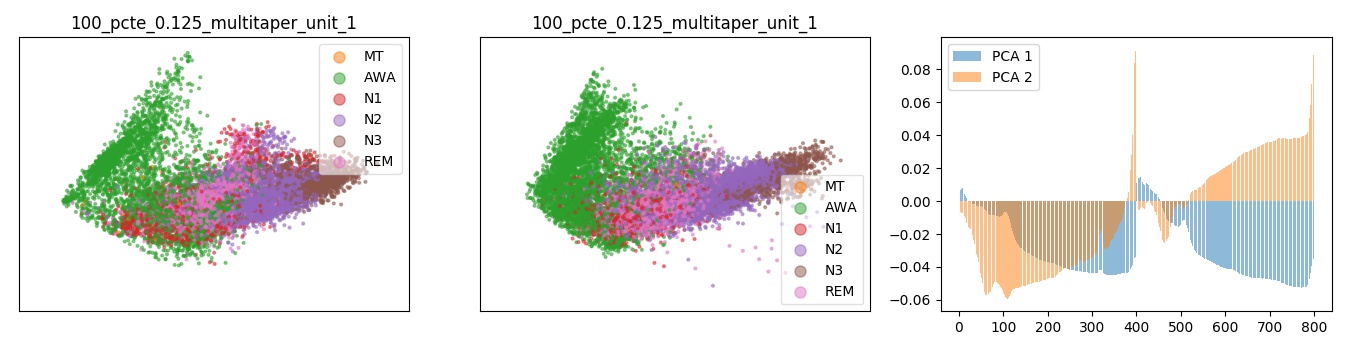 100_pcte_0.125_multitaper_unit_1
MT
AWA
N1
N2
N3
REM
100_pcte_0.125_multitaper_unit_1
MT
AWA
N1
N2
N3
REM
PCA 1
PCA 2
0.08
0.06
0.04
0.02
0.00
−0.02
−0.04
−0.06
0 100 200 300 400 500 600 700 800